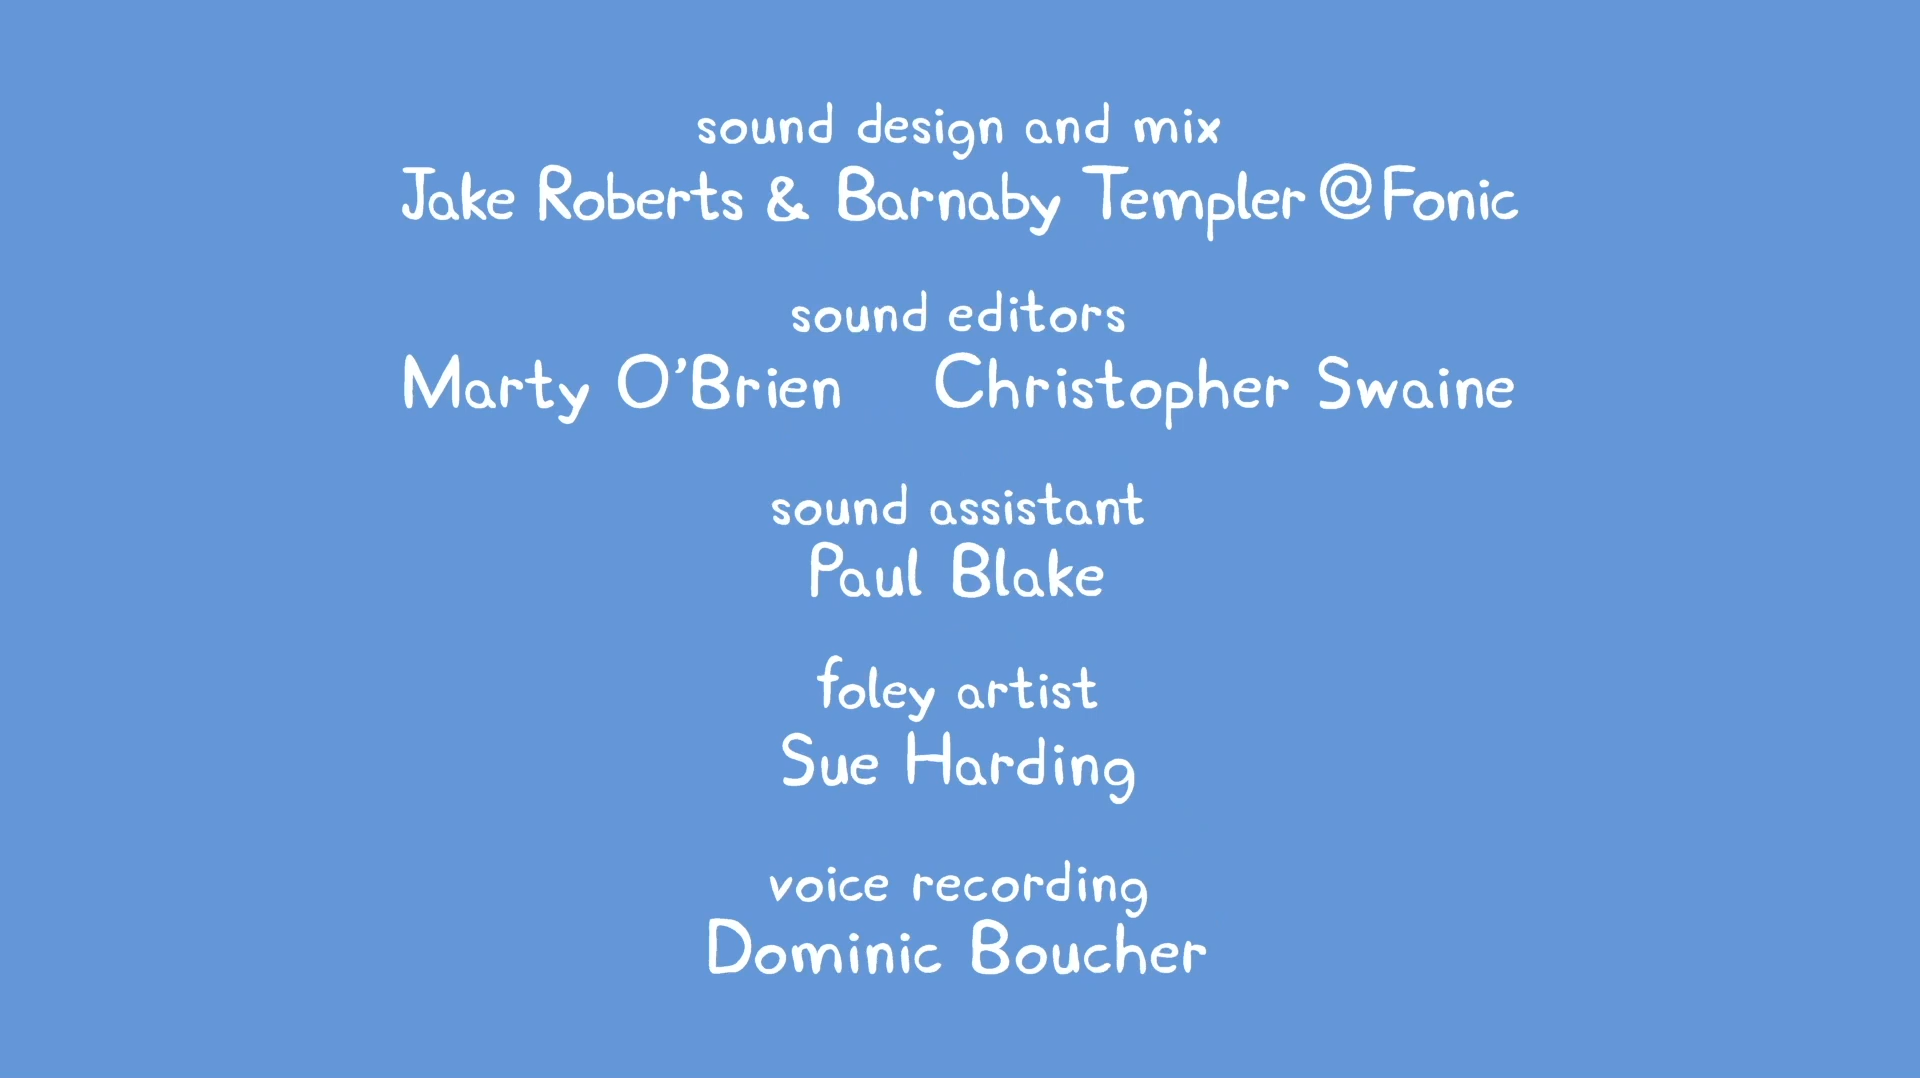 sound design and mix
Jake Roberts & Barnaby Templer @Fonic
sound editors
Marty O'Brien Christopher Swaine
sound assistant
Paul Blake
foley artist
Sue Harding
voice recording
Dominic Boucher